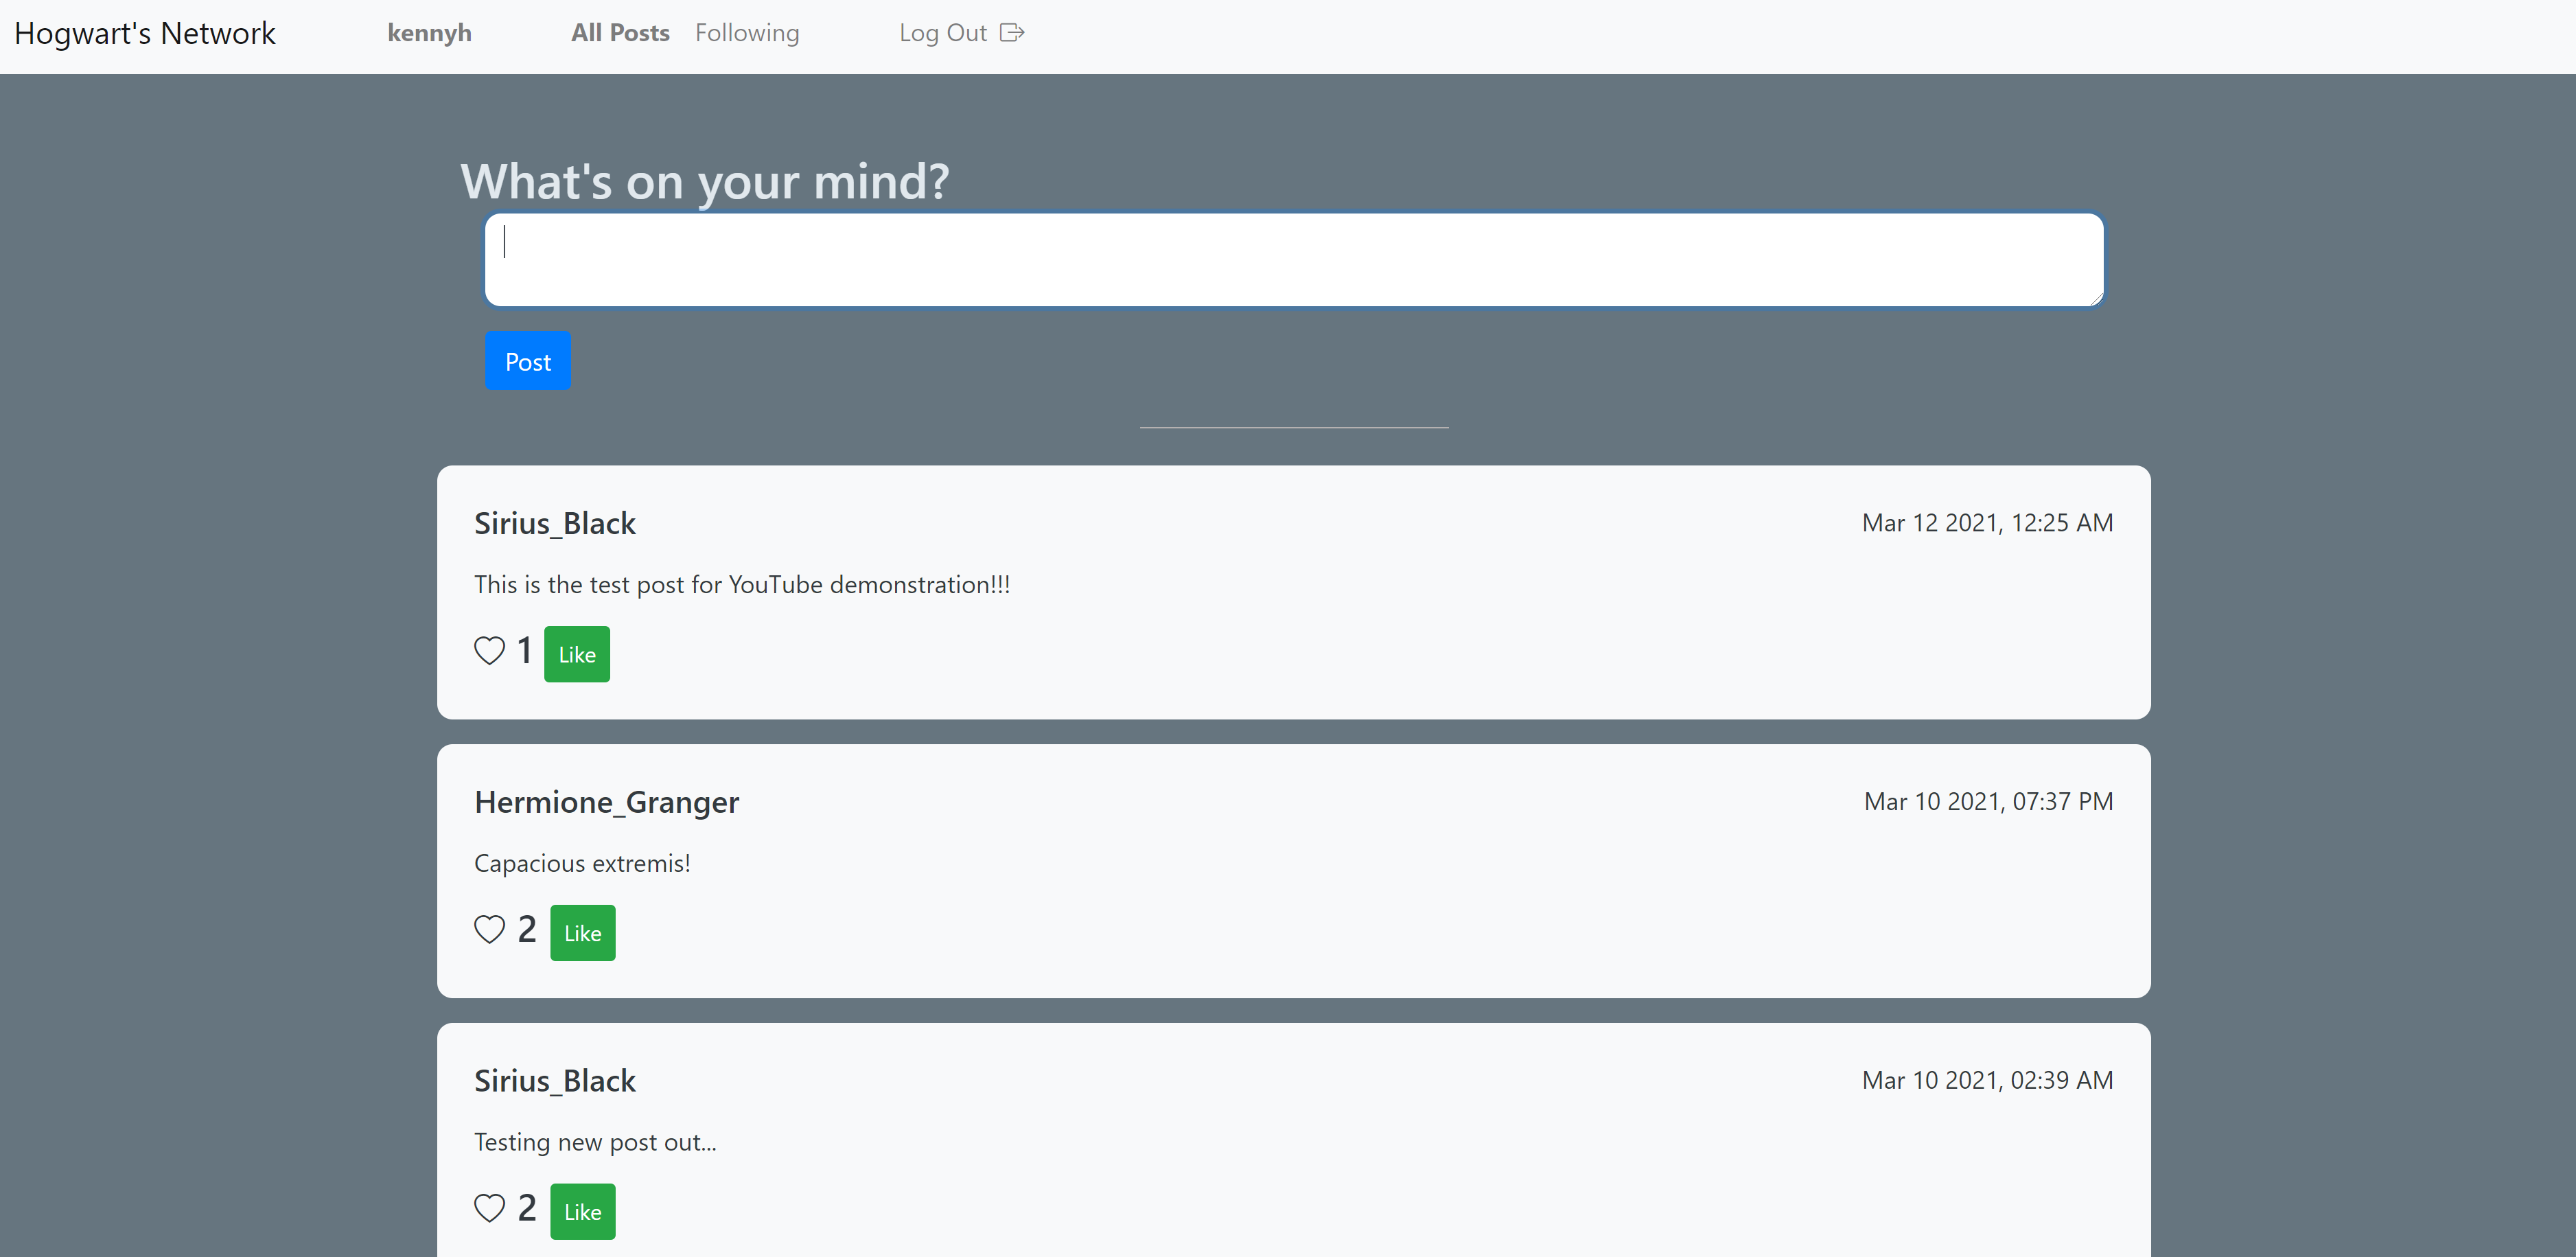 Hogwart's Network kennyh All Posts Following Log Out
What's on your mind?
Post
Sirius_Black Mar 12 2021, 12:25 AM
This is the test post for YouTube demonstration!!!
1 Like
Hermione_Granger Mar 10 2021, 07:37 PM
Capacious extremis!
2 Like
Sirius_Black Mar 10 2021, 02:39 AM
Testing new post out...
2 Like